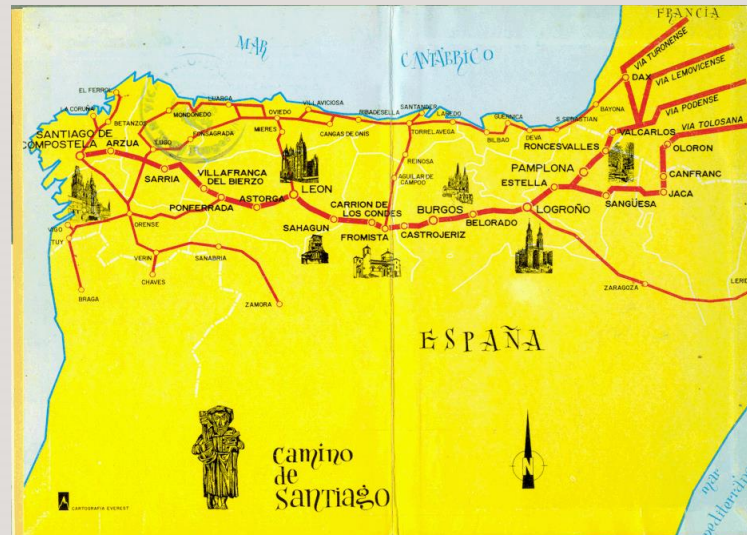 FRANCIA
MAR
CANTÁBRICO
VIA TURONENSE
DAX
VIA LEMOVICENSE
VIA PODENSE
VIA TOLOSANA
EL FERROL
LA CORUÑA
BETANZOS
MONDOÑEDO
LUARCA
OVIEDO
VILLAVICIOSA
RIBADESELLA
SANTANDER
LAREDO
GUERNICA
BILBAO
DEVA
S. SEBASTIAN
BAYONA
SANTIAGO DE
COMPOSTELA
ARZUA
LUGO
FONSAGRADA
MIERES
CANGAS DE ONIS
TORRELAVEGA
REINOSA
AGUILAR DE
CAMPOO
VALCARLOS
RONCESVALLES
OLORON
PAMPLONA
CANFRANC
ESTELLA
JACA
SANGÜESA
SARRIA
VILLAFRANCA
DEL BIERZO
PONFERRADA
ASTORGA
LEON
SAHAGUN
CARRION DE
LOS CONDES
FROMISTA
CASTROJERIZ
BURGOS
BELORADO
LOGROÑO
ORENSE
VIGO
TUY
VERIN
SANABRIA
CHAVES
BRAGA
ZAMORA
ZARAGOZA
ESPAÑA
Camino
de
Santiago
N
mar
CARTOGRAFIA EVEREST